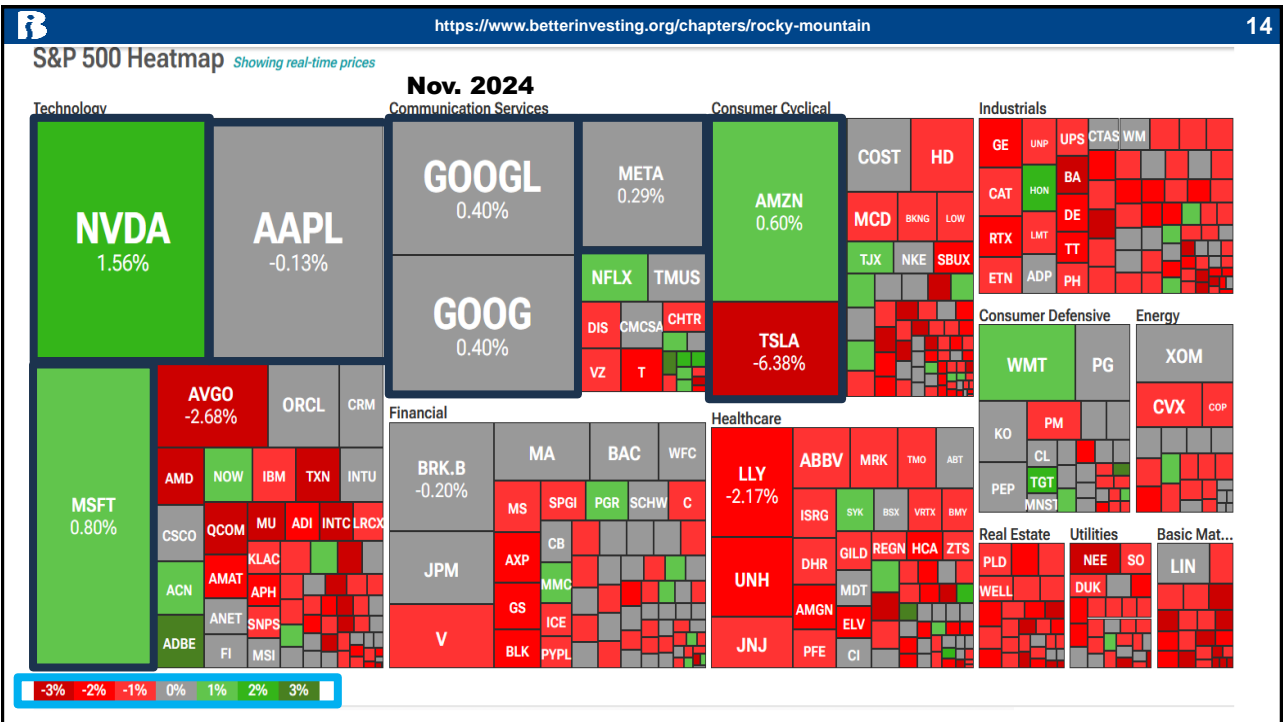 https://www.betterinvesting.org/chapters/rocky-mountain
14
S&P 500 Heatmap Showing real-time prices
Nov. 2024
Technology
NVDA
1.56%
AAPL
-0.13%
MSFT
0.80%
AVGO
-2.68%
ORCL
CRM
AMD
NOW
IBM
TXN
INTU
CSCO
QCOM
MU
ADI
INTC
LRCX
KLAC
ACN
AMAT
APH
ANET
SNPS
ADBE
FI
MSI
Communication Services
GOOGL
0.40%
META
0.29%
GOOG
0.40%
NFLX
TMUS
DIS
CMCSA
CHTR
VZ
T
Consumer Cyclical
AMZN
0.60%
TSLA
-6.38%
COST
HD
MCD
BKNG
LOW
TJX
NKE
SBUX
Industrials
GE
UNP
UPS
CTAS
WM
CAT
HON
BA
DE
RTX
LMT
TT
ETN
ADP
PH
Financial
BRK.B
-0.20%
MA
BAC
WFC
JPM
MS
SPGI
PGR
SCHW
C
AXP
CB
MMC
V
GS
ICE
BLK
PYPL
Healthcare
LLY
-2.17%
ABBV
MRK
TMO
ABT
ISRG
SYK
BSX
VRTX
BMY
UNH
DHR
GILD
REGN
HCA
ZTS
MDT
AMGN
ELV
JNJ
PFE
CI
Consumer Defensive
WMT
PG
KO
PM
CL
PEP
TGT
MNST
Energy
XOM
CVX
COP
Real Estate
PLD
WELL
Utilities
NEE
SO
DUK
Basic Mat...
LIN
-3% -2% -1% 0% 1% 2% 3%